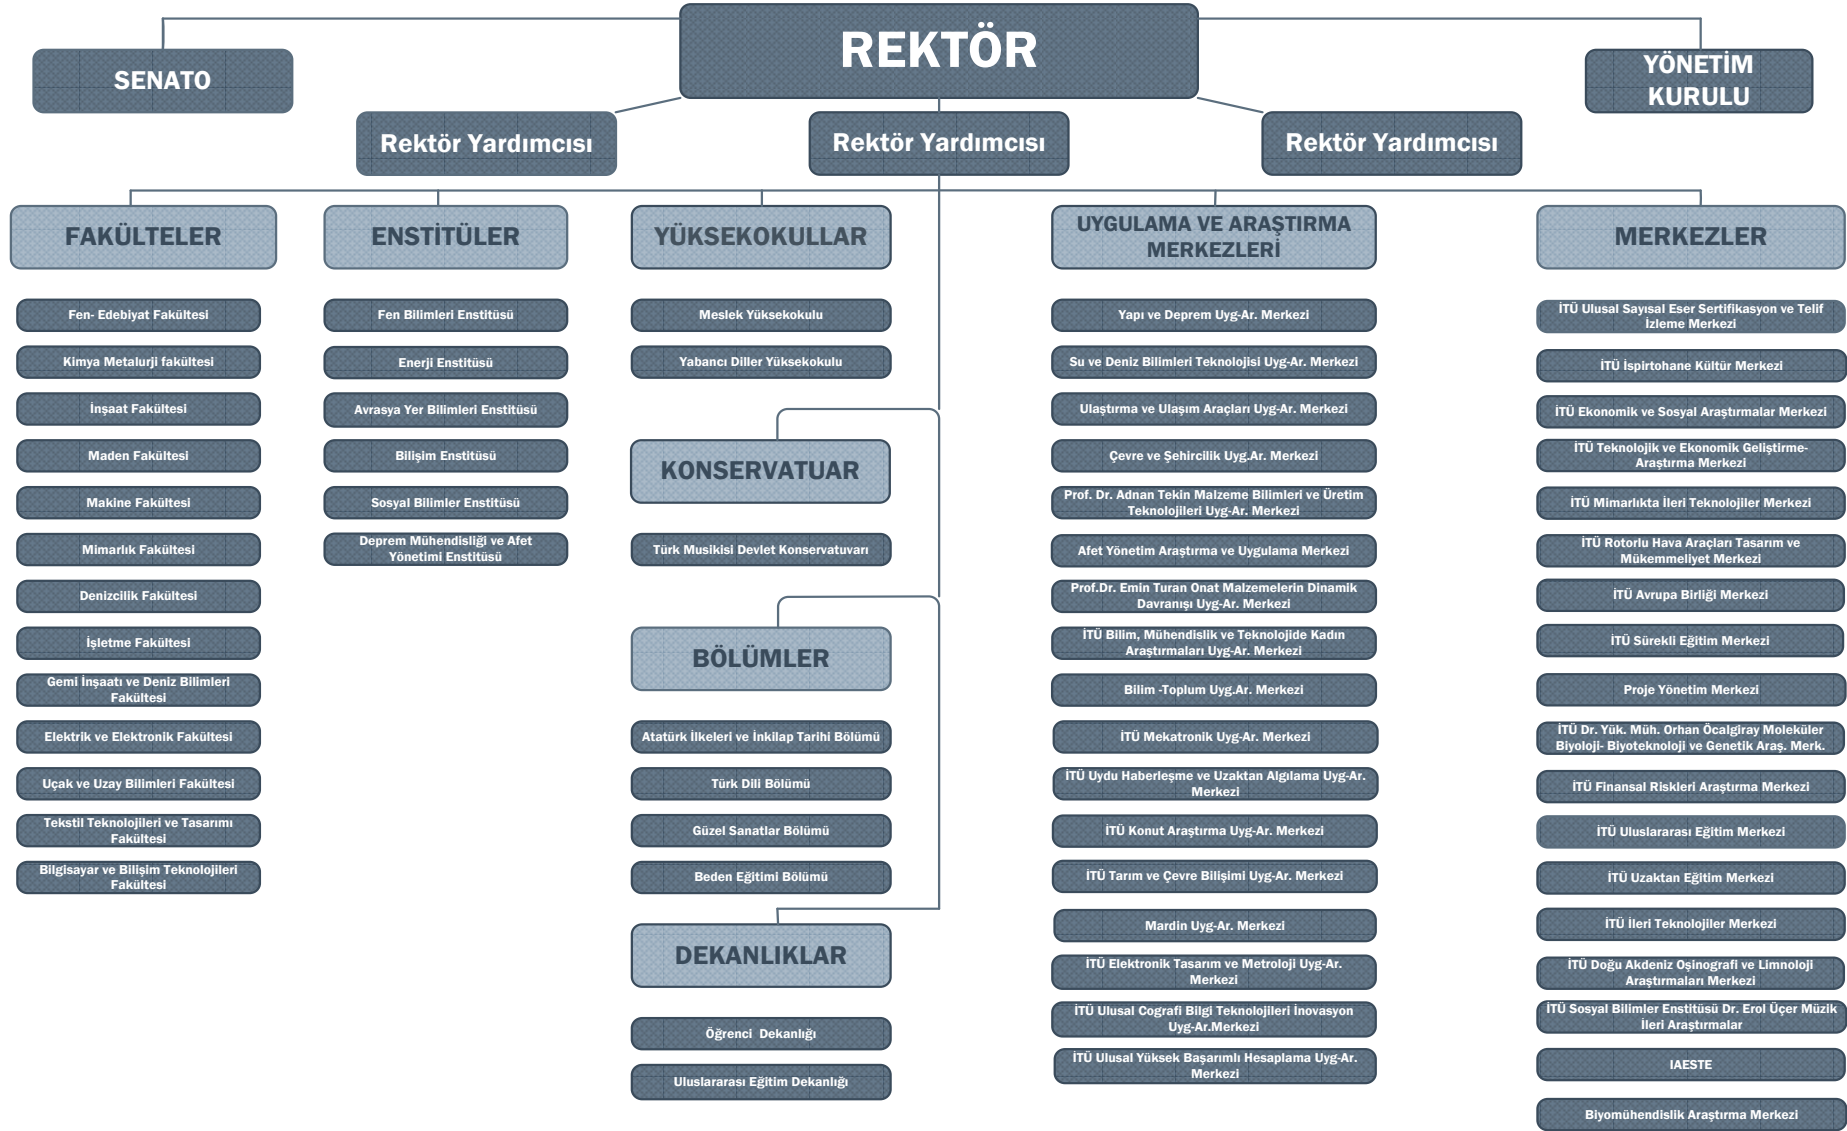 REKTÖR
SENATO
YÖNETİM
KURULU
Rektör Yardımcısı
Rektör Yardımcısı
Rektör Yardımcısı
FAKÜLTELER
Fen- Edebiyat Fakültesi
Kimya Metalurji fakültesi
İnşaat Fakültesi
Maden Fakültesi
Makine Fakültesi
Mimarlık Fakültesi
Denizcilik Fakültesi
İşletme Fakültesi
Gemi İnşaatı ve Deniz Bilimleri
Fakültesi
Elektrik ve Elektronik Fakültesi
Uçak ve Uzay Bilimleri Fakültesi
Tekstil Teknolojileri ve Tasarımı
Fakültesi
Bilgisayar ve Bilişim Teknolojileri
Fakültesi
ENSTİTÜLER
Fen Bilimleri Enstitüsü
Enerji Enstitüsü
Avrasya Yer Bilimleri Enstitüsü
Bilişim Enstitüsü
Sosyal Bilimler Enstitüsü
Deprem Mühendisliği ve Afet
Yönetimi Enstitüsü
YÜKSEKOKULLAR
Meslek Yüksekokulu
Yabancı Diller Yüksekokulu
KONSERVATUAR
Türk Musikisi Devlet Konservatuvarı
BÖLÜMLER
Atatürk İlkeleri ve İnkilap Tarihi Bölümü
Türk Dili Bölümü
Güzel Sanatlar Bölümü
Beden Eğitimi Bölümü
DEKANLIKLAR
Öğrenci  Dekanlığı
Uluslararası Eğitim Dekanlığı
UYGULAMA VE ARAŞTIRMA
MERKEZLERİ
Yapı ve Deprem Uyg-Ar. Merkezi
Su ve Deniz Bilimleri Teknolojisi Uyg-Ar. Merkezi
Ulaştırma ve Ulaşım Araçları Uyg-Ar. Merkezi
Çevre ve Şehircilik Uyg.Ar. Merkezi
Prof. Dr. Adnan Tekin Malzeme Bilimleri ve Üretim
Teknolojileri Uyg-Ar. Merkezi
Afet Yönetim Araştırma ve Uygulama Merkezi
Prof.Dr. Emin Turan Onat Malzemelerin Dinamik
Davranışı Uyg-Ar. Merkezi
İTÜ Bilim, Mühendislik ve Teknolojide Kadın
Araştırmaları Uyg-Ar. Merkezi
Bilim -Toplum Uyg.Ar. Merkezi
İTÜ Mekatronik Uyg-Ar. Merkezi
İTÜ Uydu Haberleşme ve Uzaktan Algılama Uyg-Ar.
Merkezi
İTÜ Konut Araştırma Uyg-Ar. Merkezi
İTÜ Tarım ve Çevre Bilişimi Uyg-Ar. Merkezi
Mardin Uyg-Ar. Merkezi
İTÜ Elektronik Tasarım ve Metroloji Uyg-Ar.
Merkezi
İTÜ Ulusal Cografi Bilgi Teknolojileri İnovasyon
Uyg-Ar.Merkezi
İTÜ Ulusal Yüksek Başarımlı Hesaplama Uyg-Ar.
Merkezi
MERKEZLER
İTÜ Ulusal Sayısal Eser Sertifikasyon ve Telif
İzleme Merkezi
İTÜ İspirtohane Kültür Merkezi
İTÜ Ekonomik ve Sosyal Araştırmalar Merkezi
İTÜ Teknolojik ve Ekonomik Geliştirme-
Araştırma Merkezi
İTÜ Mimarlıkta İleri Teknolojiler Merkezi
İTÜ Rotorlu Hava Araçları Tasarım ve
Mükemmeliyet Merkezi
İTÜ Avrupa Birliği Merkezi
İTÜ Sürekli Eğitim Merkezi
Proje Yönetim Merkezi
İTÜ Dr. Yük. Müh. Orhan Öcalgiray Moleküler
Biyoloji- Biyoteknoloji ve Genetik Araş. Merk.
İTÜ Finansal Riskleri Araştırma Merkezi
İTÜ Uluslararası Eğitim Merkezi
İTÜ Uzaktan Eğitim Merkezi
İTÜ İleri Teknolojiler Merkezi
İTÜ Doğu Akdeniz Oşinografi ve Limnoloji
Araştırmaları Merkezi
İTÜ Sosyal Bilimler Enstitüsü Dr. Erol Üçer Müzik
İleri Araştırmalar
IAESTE
Biyomühendislik Araştırma Merkezi